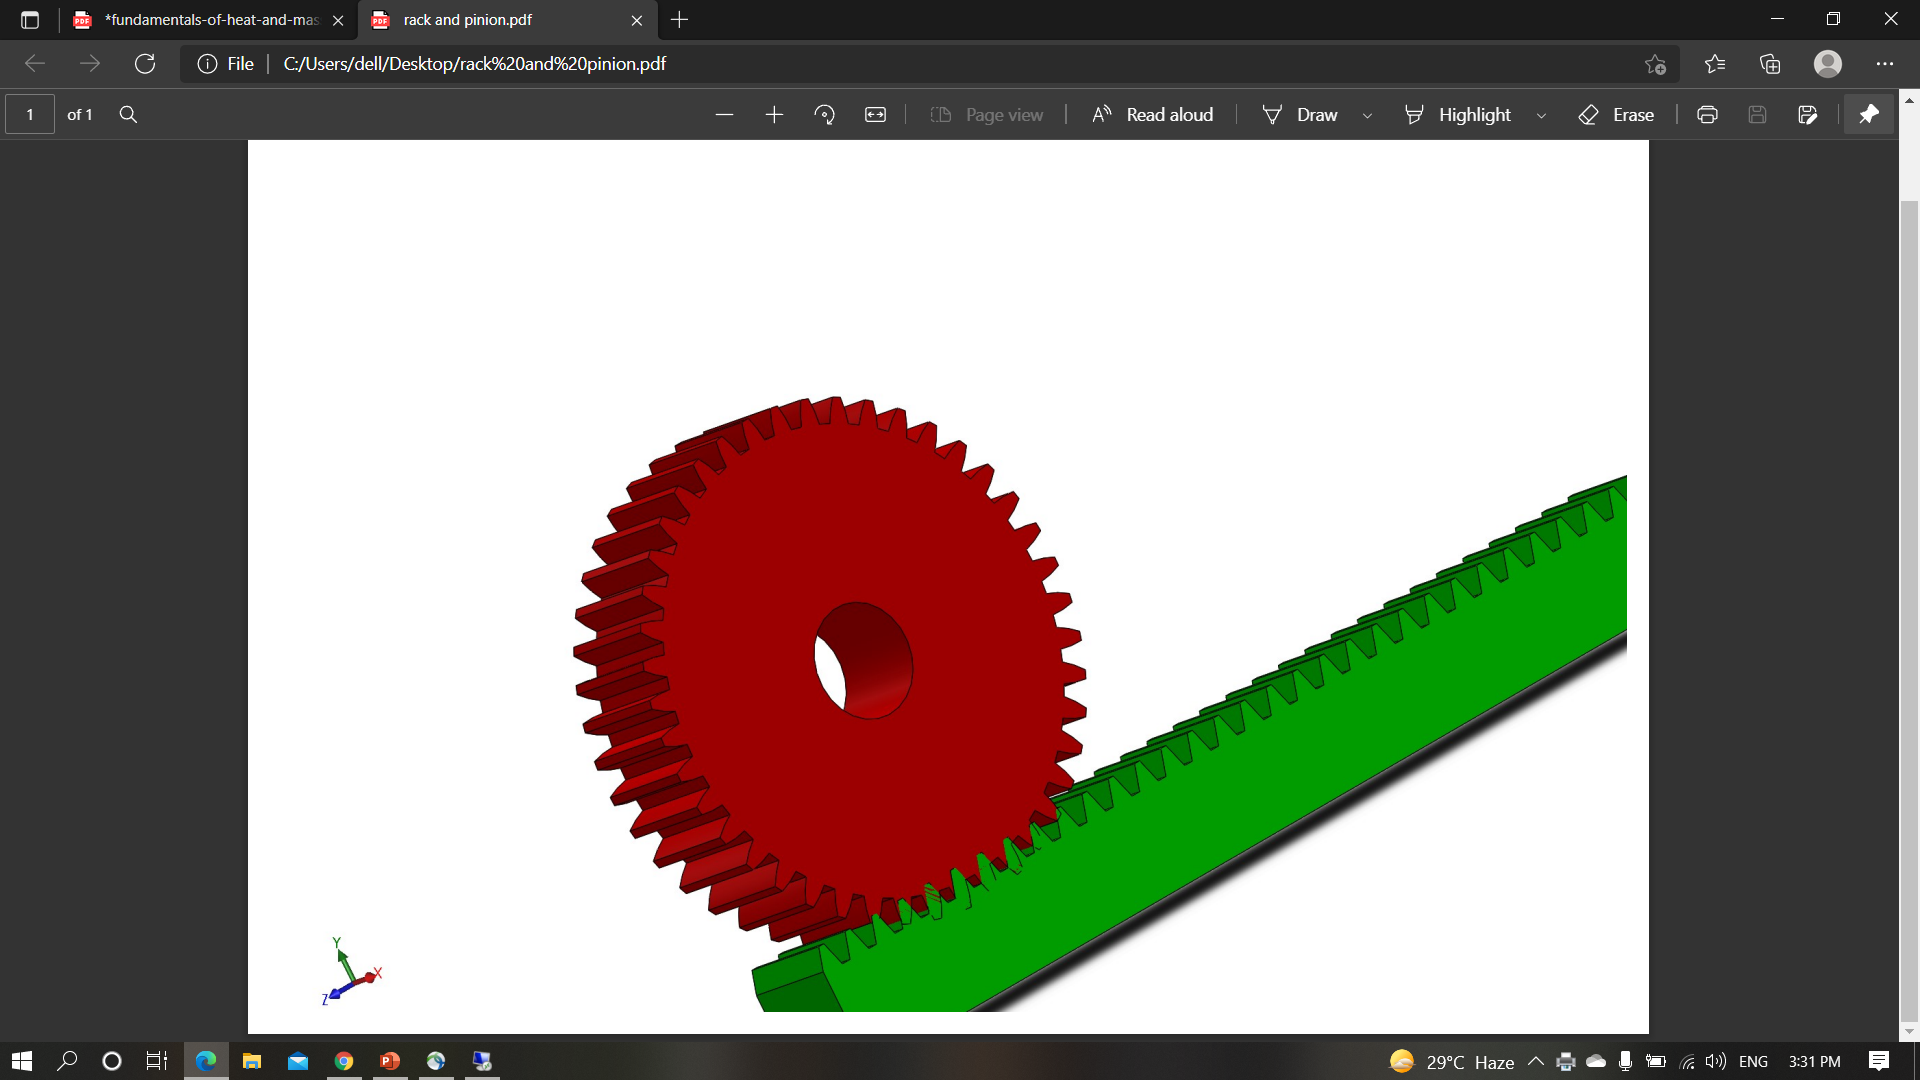 *fundamentals-of-heat-and-mas
rack and pinion.pdf
File
C:/Users/dell/Desktop/rack%20and%20pinion.pdf
1 of 1
Page view
Read aloud
Draw
Highlight
Erase
Y
X
Z
29°C Haze
ENG
3:31 PM